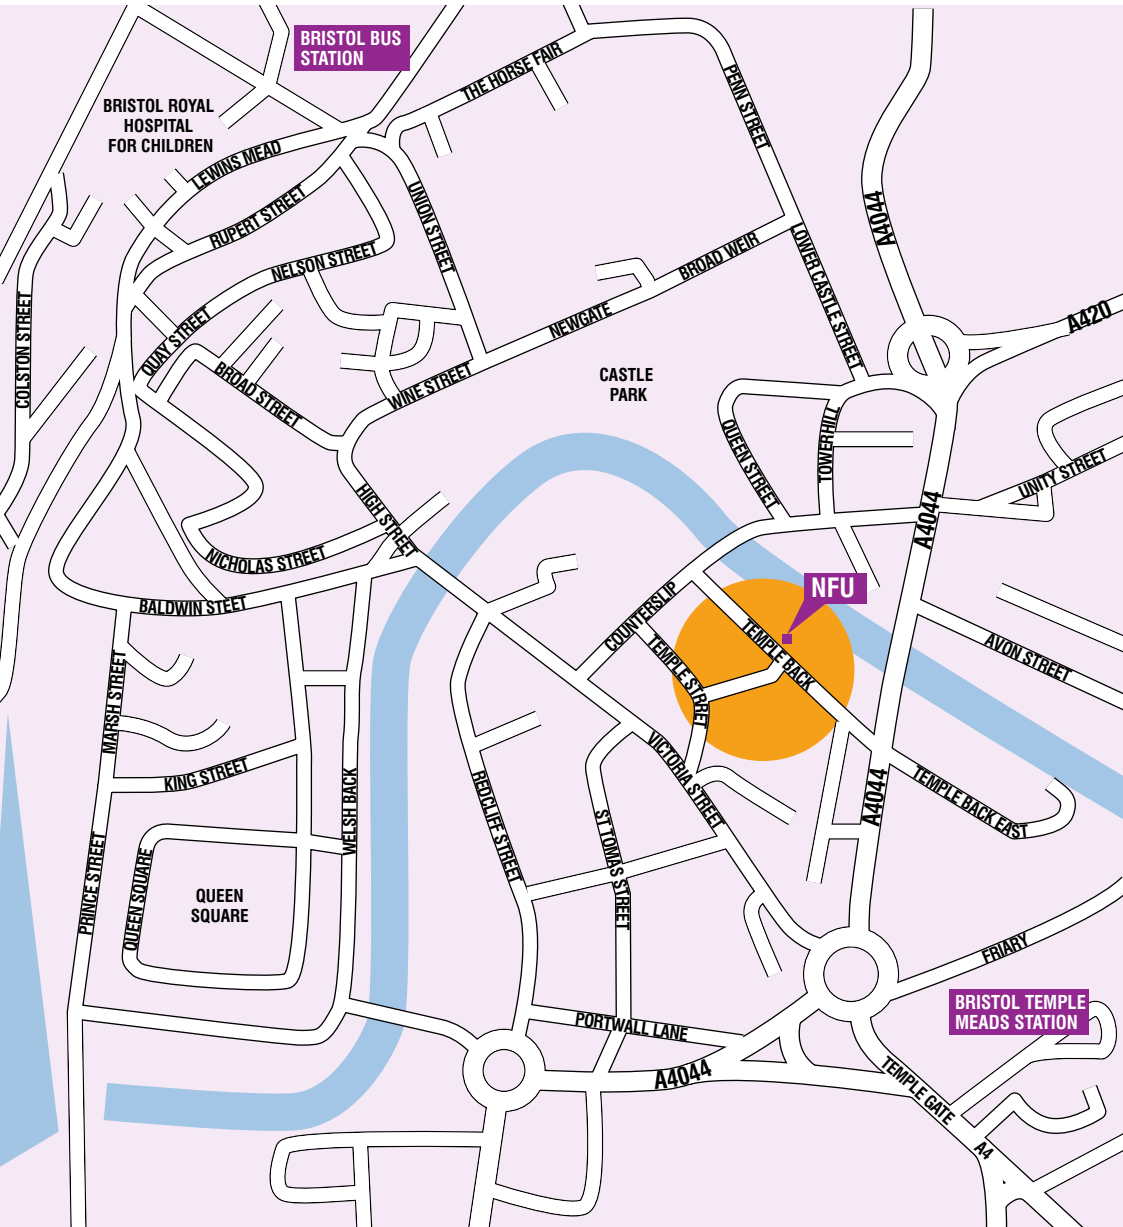 BRISTOL BUS
STATION
THE HORSE FAIR
PENN STREET
BRISTOL ROYAL
HOSPITAL
FOR CHILDREN
LEWINS MEAD
RUPERT STREET
UNION STREET
A4044
NELSON STREET
BROAD WEIR
LOWER CASTLE STREET
COLSTON STREET
QUAY STREET
NEWGATE
A420
BROAD STREET
WINE STREET
CASTLE
PARK
QUEEN STREET
TOWERHILL
UNITY STREET
HIGH STREET
A4044
NICHOLAS STREET
BALDWIN STEET
NFU
COUNTERSLIP
TEMPLE BACK
TEMPLE STRRET
AVON STREET
MARSH STREET
KING STREET
WELSH BACK
REDCLIFF STREET
VICTORIA STREET
A4044
TEMPLE BACK EAST
ST TOMAS STREET
PRINCE STREET
QUEEN SQUARE
QUEEN
SQUARE
FRIARY
BRISTOL TEMPLE
MEADS STATION
PORTWALL LANE
A4044
TEMPLE GATE
A4